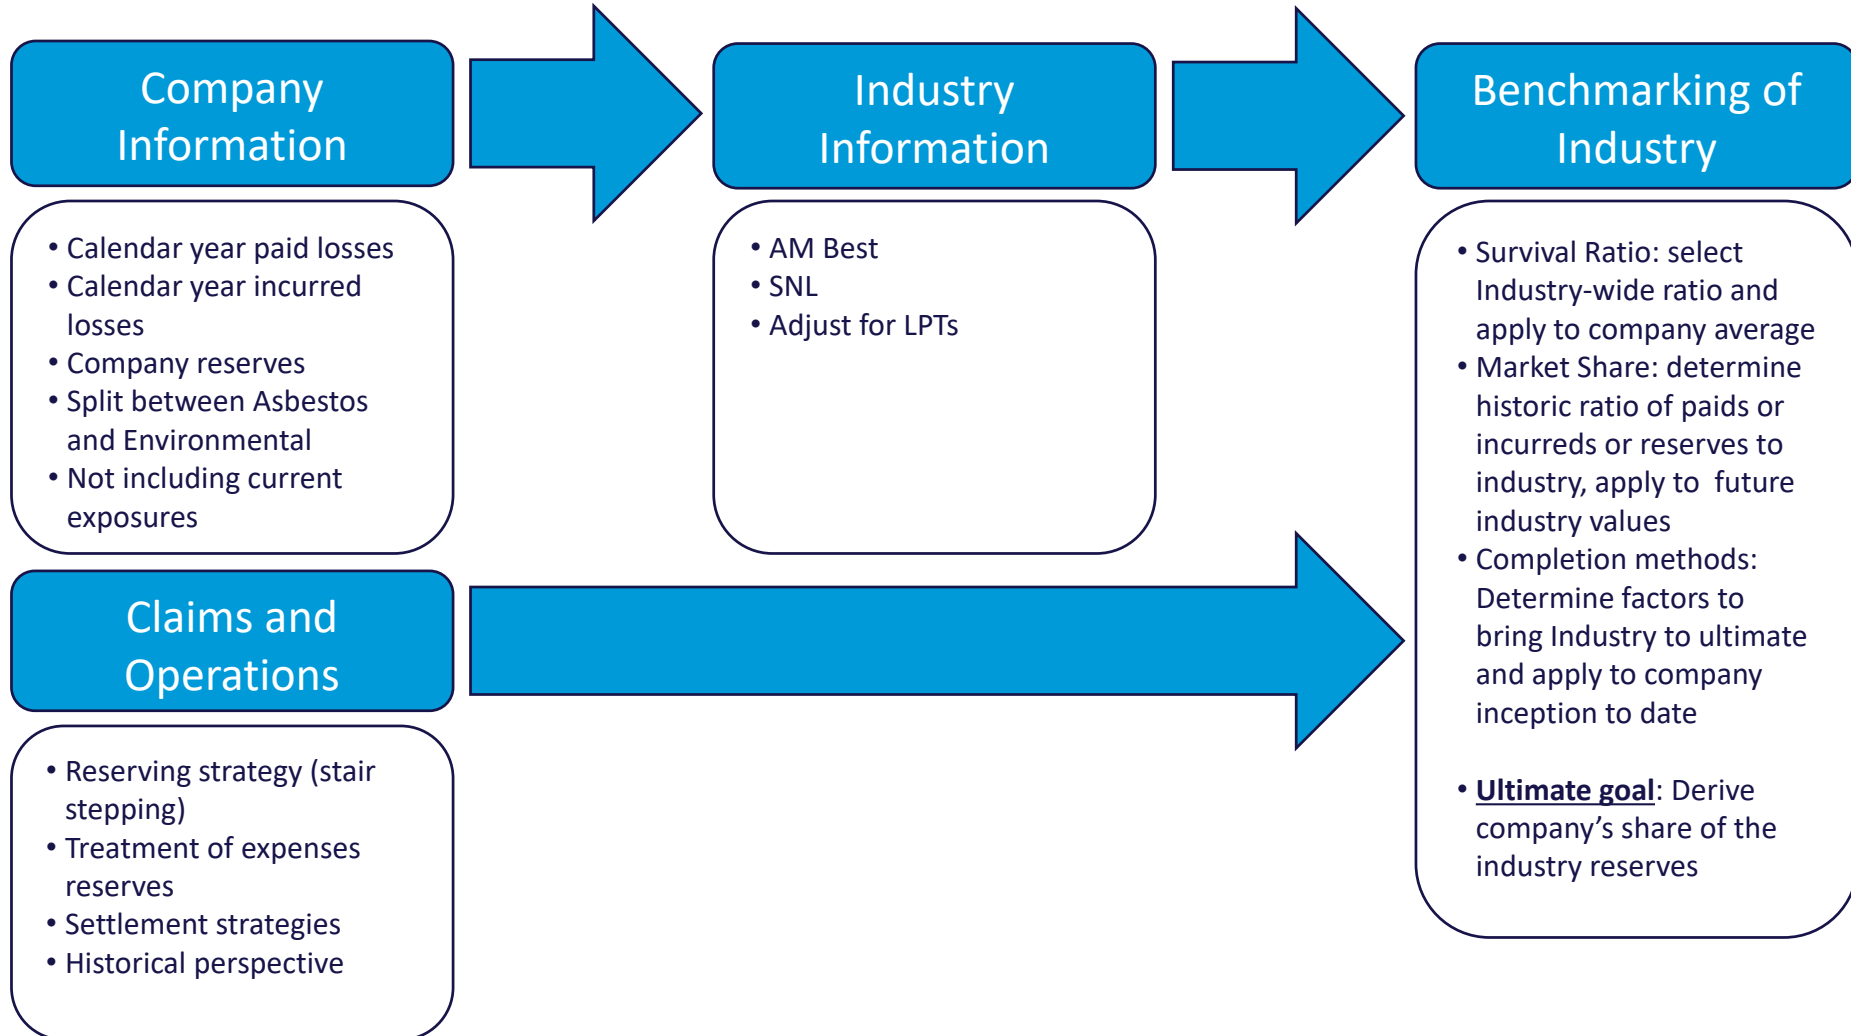 Company
Information
• Calendar year paid losses
• Calendar year incurred
losses
• Company reserves
• Split between Asbestos
and Environmental
• Not including current
exposures
Industry
Information
• AM Best
• SNL
• Adjust for LPTs
Benchmarking of
Industry
• Survival Ratio: select
Industry-wide ratio and
apply to company average
• Market Share: determine
historic ratio of paids or
incurreds or reserves to
industry, apply to future
industry values
• Completion methods:
Determine factors to
bring Industry to ultimate
and apply to company
inception to date
• Ultimate goal: Derive
company’s share of the
industry reserves
Claims and
Operations
• Reserving strategy (stair
stepping)
• Treatment of expenses
reserves
• Settlement strategies
• Historical perspective